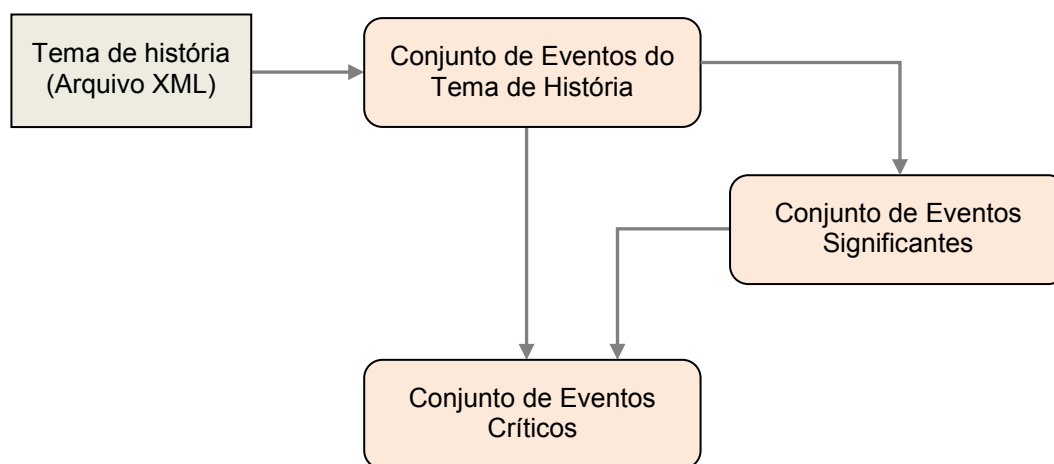 Tema de história
(Arquivo XML)
Conjunto de Eventos do
Tema de História
Conjunto de Eventos
Significantes
Conjunto de Eventos
Críticos